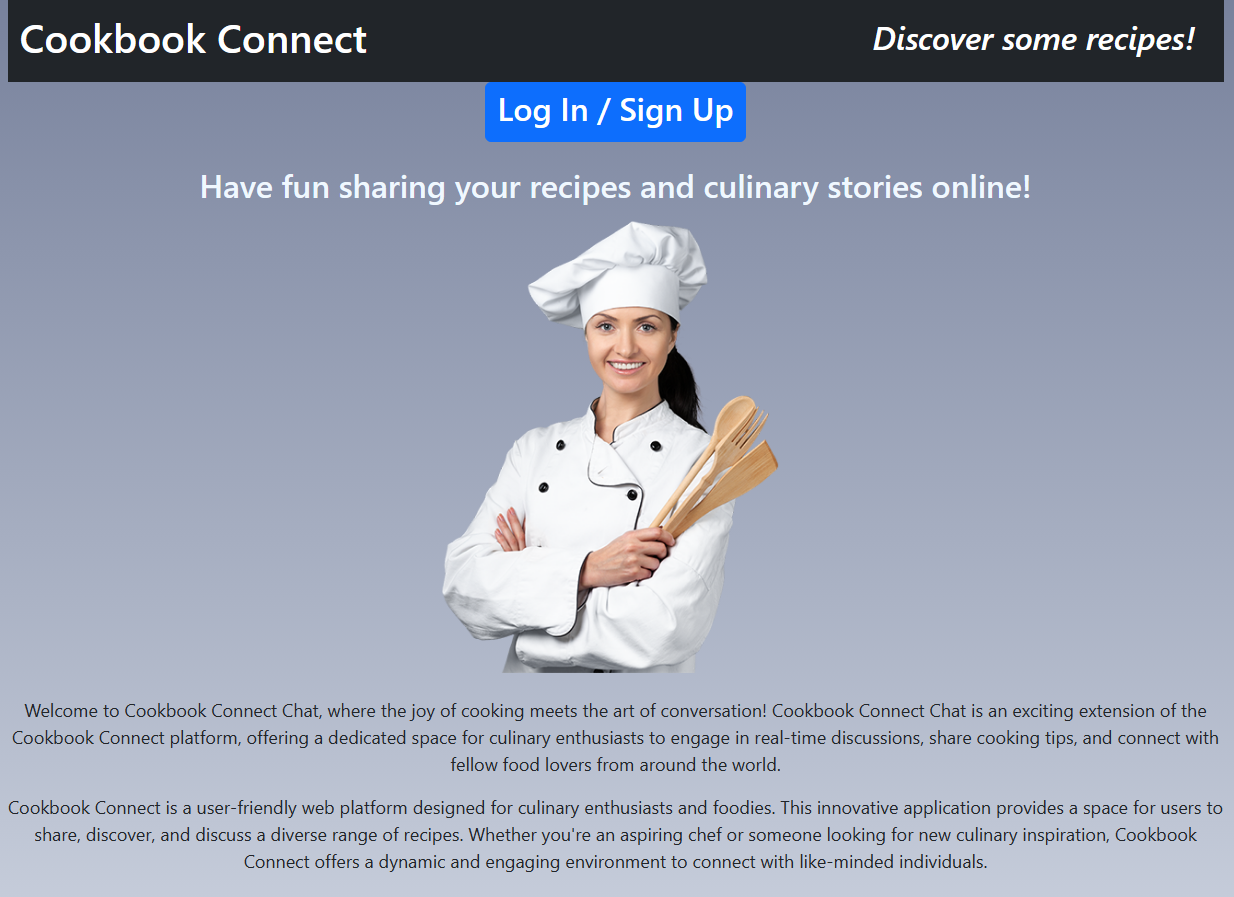 Cookbook Connect
Discover some recipes!
Log In / Sign Up
Have fun sharing your recipes and culinary stories online!
Welcome to Cookbook Connect Chat, where the joy of cooking meets the art of conversation! Cookbook Connect Chat is an exciting extension of the
Cookbook Connect platform, offering a dedicated space for culinary enthusiasts to engage in real-time discussions, share cooking tips, and connect with
fellow food lovers from around the world.
Cookbook Connect is a user-friendly web platform designed for culinary enthusiasts and foodies. This innovative application provides a space for users to
share, discover, and discuss a diverse range of recipes. Whether you're an aspiring chef or someone looking for new culinary inspiration, Cookbook
Connect offers a dynamic and engaging environment to connect with like-minded individuals.